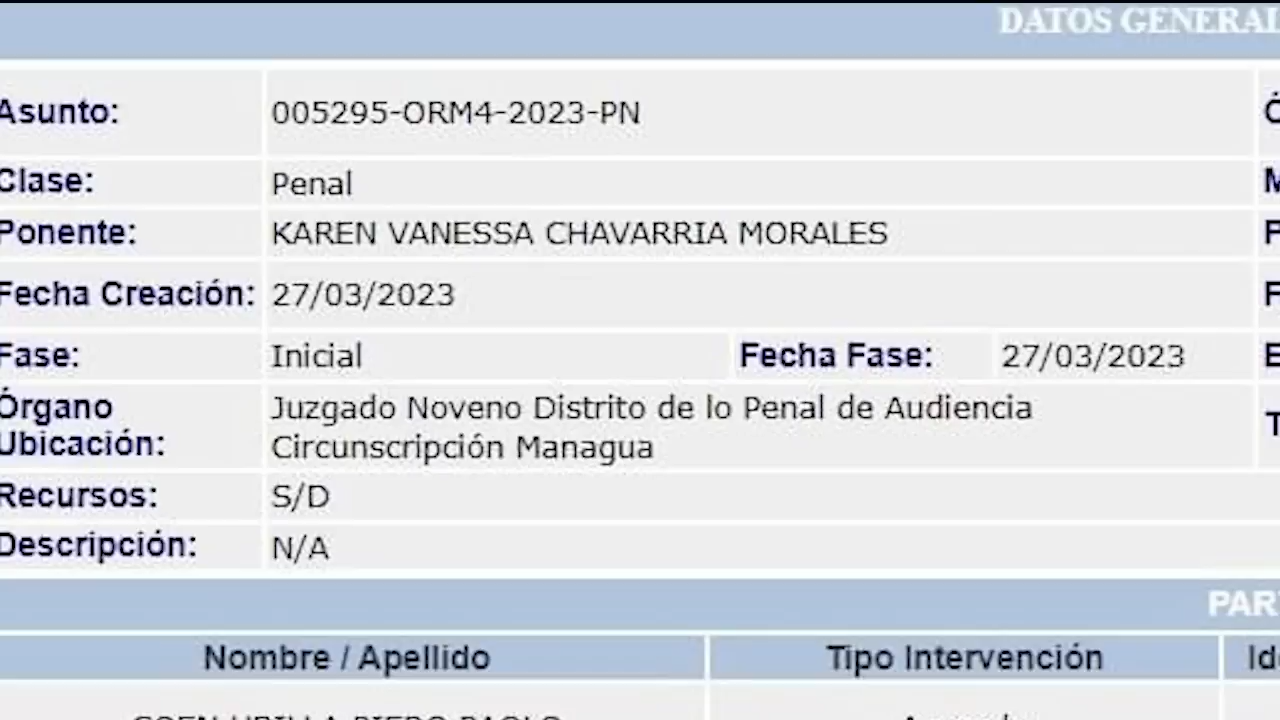 DATOS GENERAL
Asunto: 005295-ORM4-2023-PN
Clase: Penal
Ponente: KAREN VANESSA CHAVARRIA MORALES
Fecha Creación: 27/03/2023
Fase: Inicial Fecha Fase: 27/03/2023
Órgano Ubicación: Juzgado Noveno Distrito de lo Penal de Audiencia
Circunscripción Managua
Recursos: S/D
Descripción: N/A
PART
Nombre / Apellido Tipo Intervención